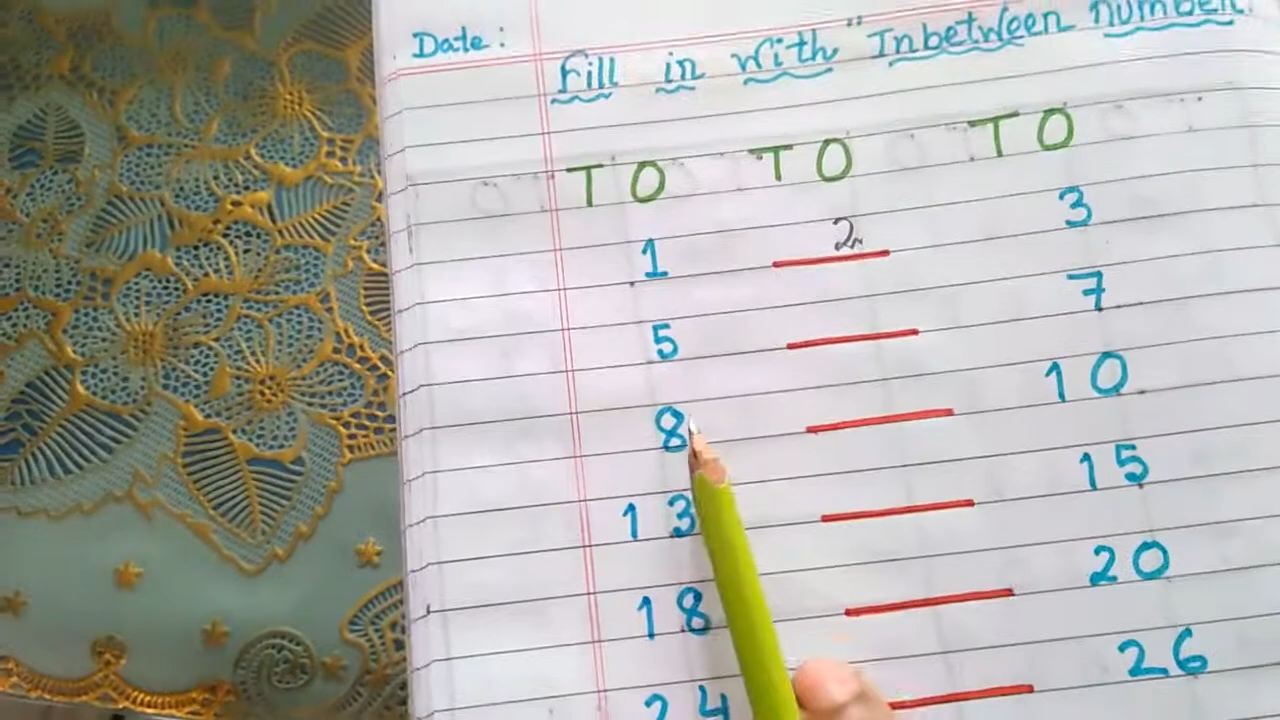 Date:
Fill in with "Inbetween number
T O T O T O
1 2 3
5 7
8 10
13 15
18 20
24 26